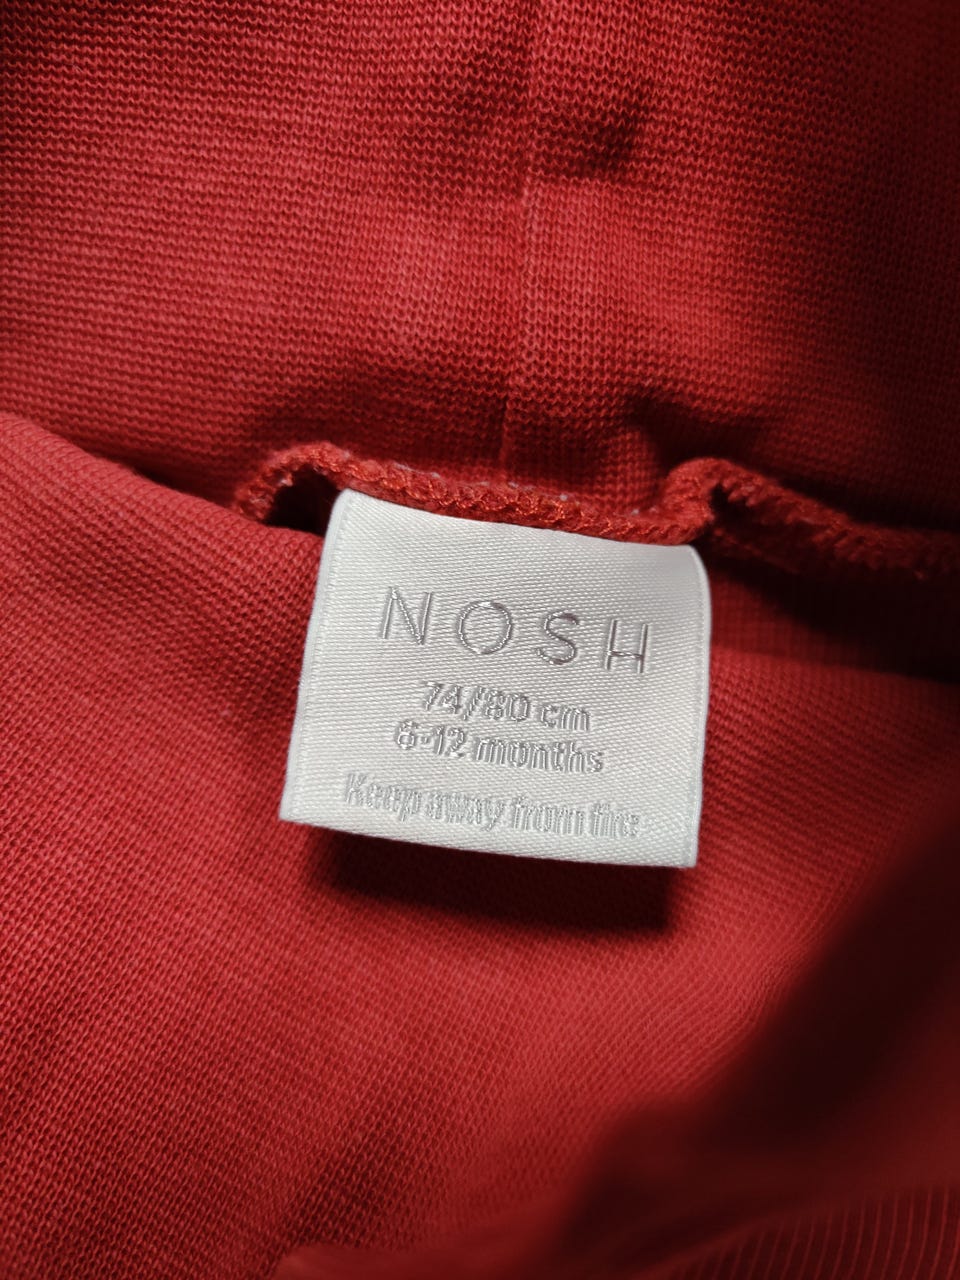 NOSH
74/80 cm
6-12 months
Keep away from fire